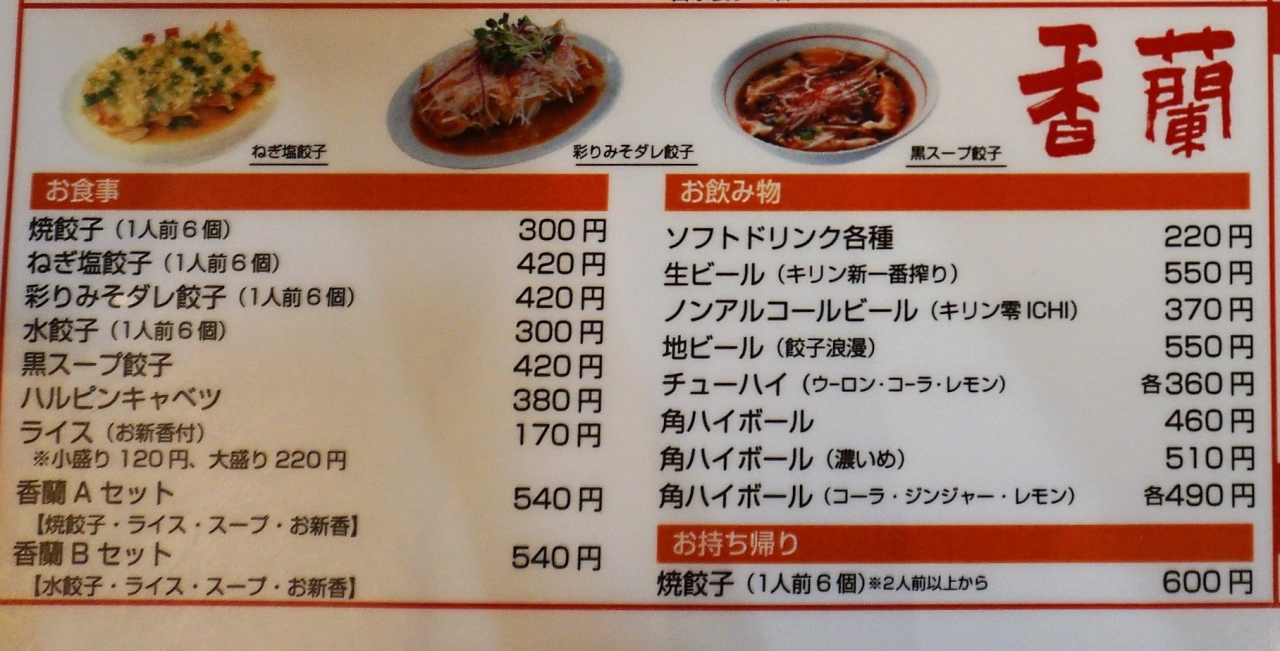 香蘭
ねぎ塩餃子
彩りみそダレ餃子
黒スープ餃子
お食事
焼餃子（1人前６個） 300円
ねぎ塩餃子（1人前６個） 420円
彩りみそダレ餃子（1人前６個） 420円
水餃子（1人前６個） 300円
黒スープ餃子 420円
ハルピンキャベツ 380円
ライス（お新香付） 170円
※小盛り120円、大盛り220円
香蘭Aセット 540円
【焼餃子・ライス・スープ・お新香】
香蘭Bセット 540円
【水餃子・ライス・スープ・お新香】
お飲み物
ソフトドリンク各種 220円
生ビール（キリン新一番搾り） 550円
ノンアルコールビール（キリン零ICHI） 370円
地ビール（餃子浪漫） 550円
チューハイ（ウーロン・コーラ・レモン） 各360円
角ハイボール 460円
角ハイボール（濃いめ） 510円
角ハイボール（コーラ・ジンジャー・レモン） 各490円
お持ち帰り
焼餃子（1人前６個）※2人前以上から 600円